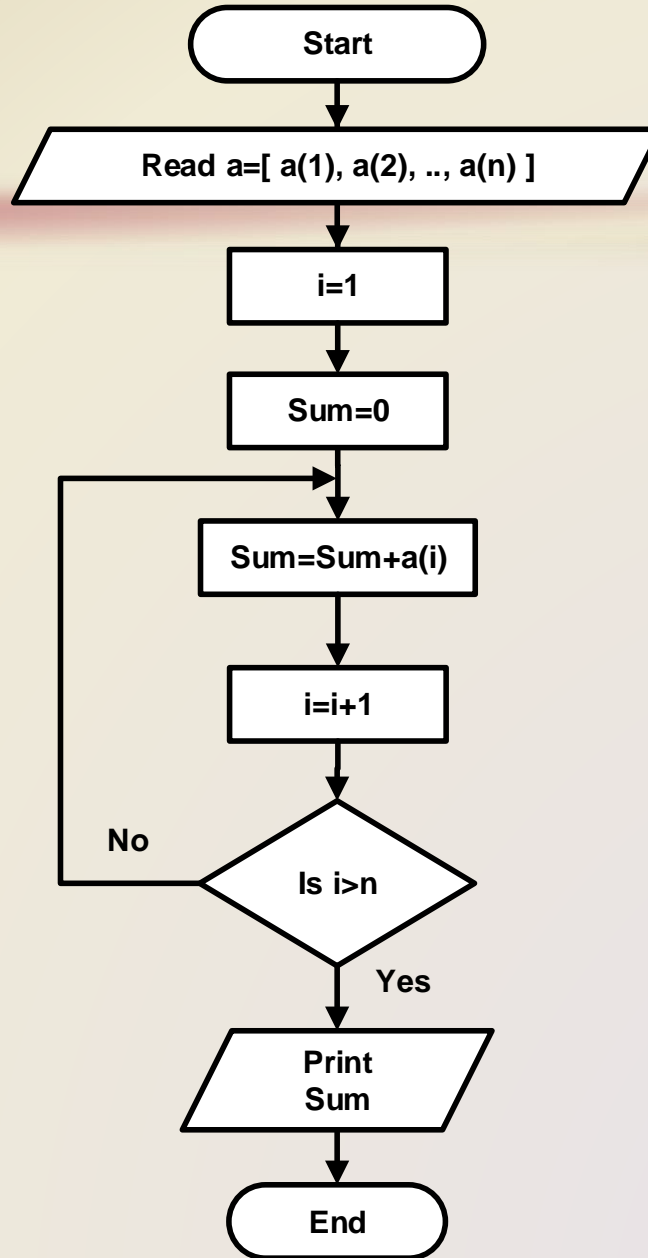 Start
Read a=[ a(1), a(2), .., a(n) ]
i=1
Sum=0
Sum=Sum+a(i)
i=i+1
No
Is i>n
Yes
Print
Sum
End